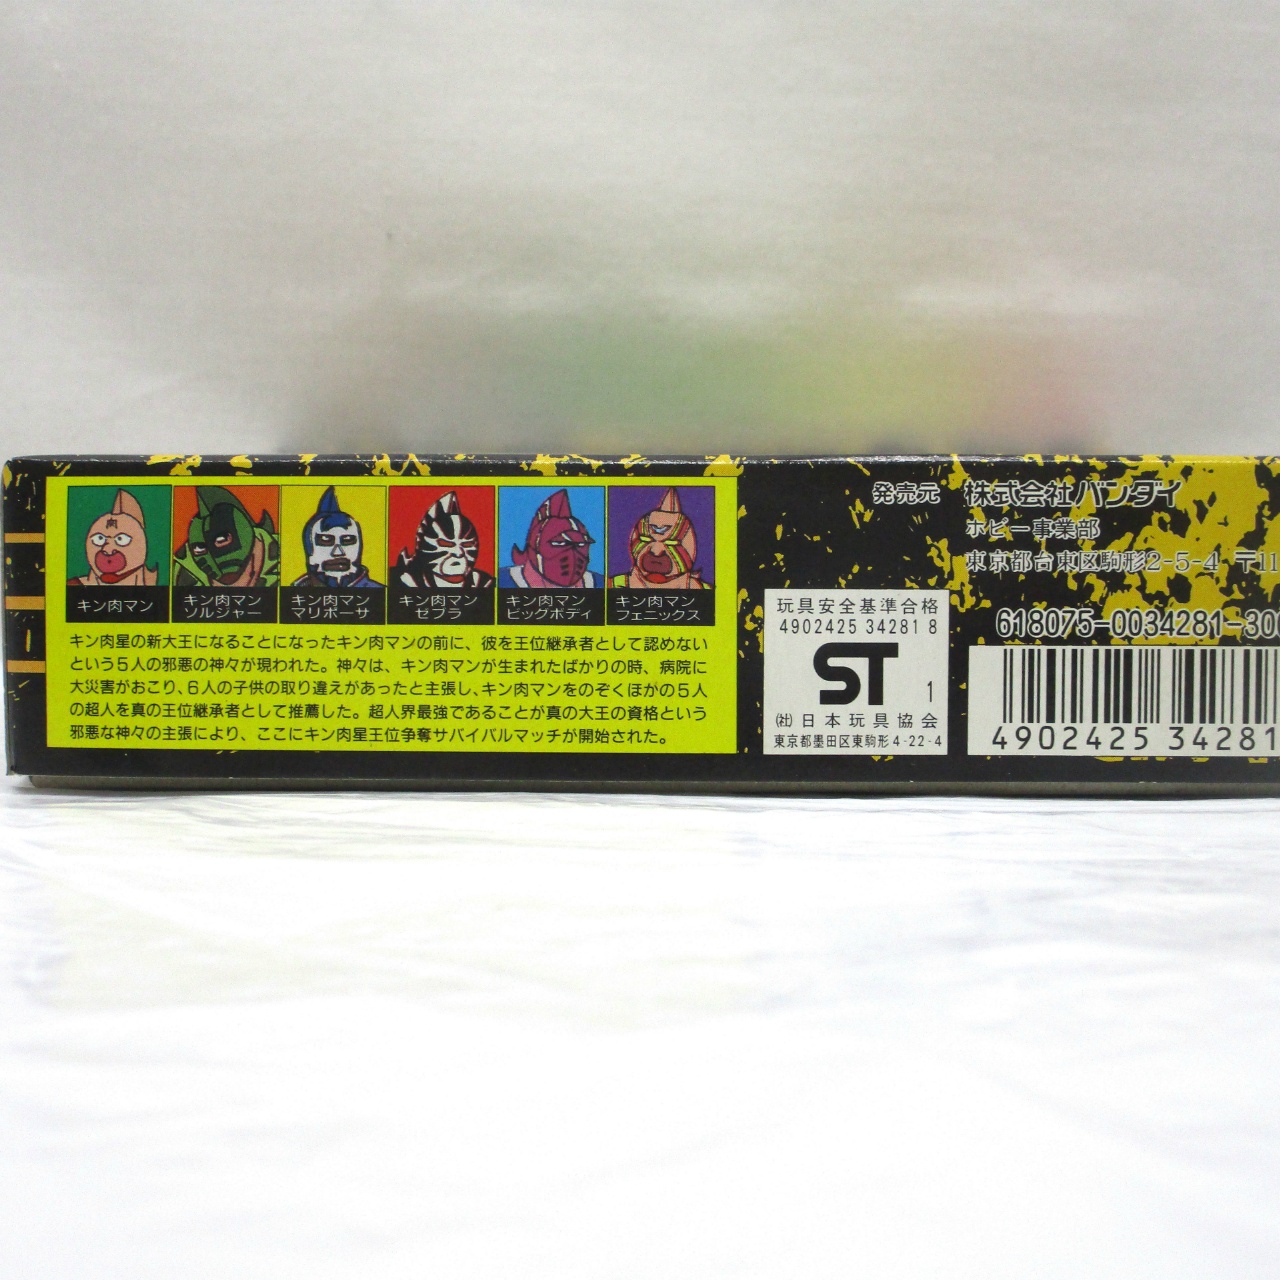 キン肉マン
キン肉マン
ソルジャー
キン肉マン
マリポーサ
キン肉マン
ゼブラ
キン肉マン
ビッグボディ
キン肉マン
フェニックス
キン肉星の新大王になることになったキン肉マンの前に、彼を王位継承者として認めない
という5人の邪悪の神々が現われた。神々は、キン肉マンが生まれたばかりの時、病院に
大災害がおこり、6人の子供の取り違えがあったと主張し、キン肉マンをのぞくほかの5人
の超人を真の王位継承者として推薦した。超人界最強であることが真の大王の資格という
邪悪な神々の主張により、ここにキン肉星王位争奪サバイバルマッチが開始された。
玩具安全基準合格
4902425 34281 8
ST 1
(社)日本玩具協会
東京都墨田区東駒形4-22-4
発売元 株式会社バンダイ
ホビー事業部
東京都台東区駒形2-5-4 〒11
618075-0034281-300
4902425 34281